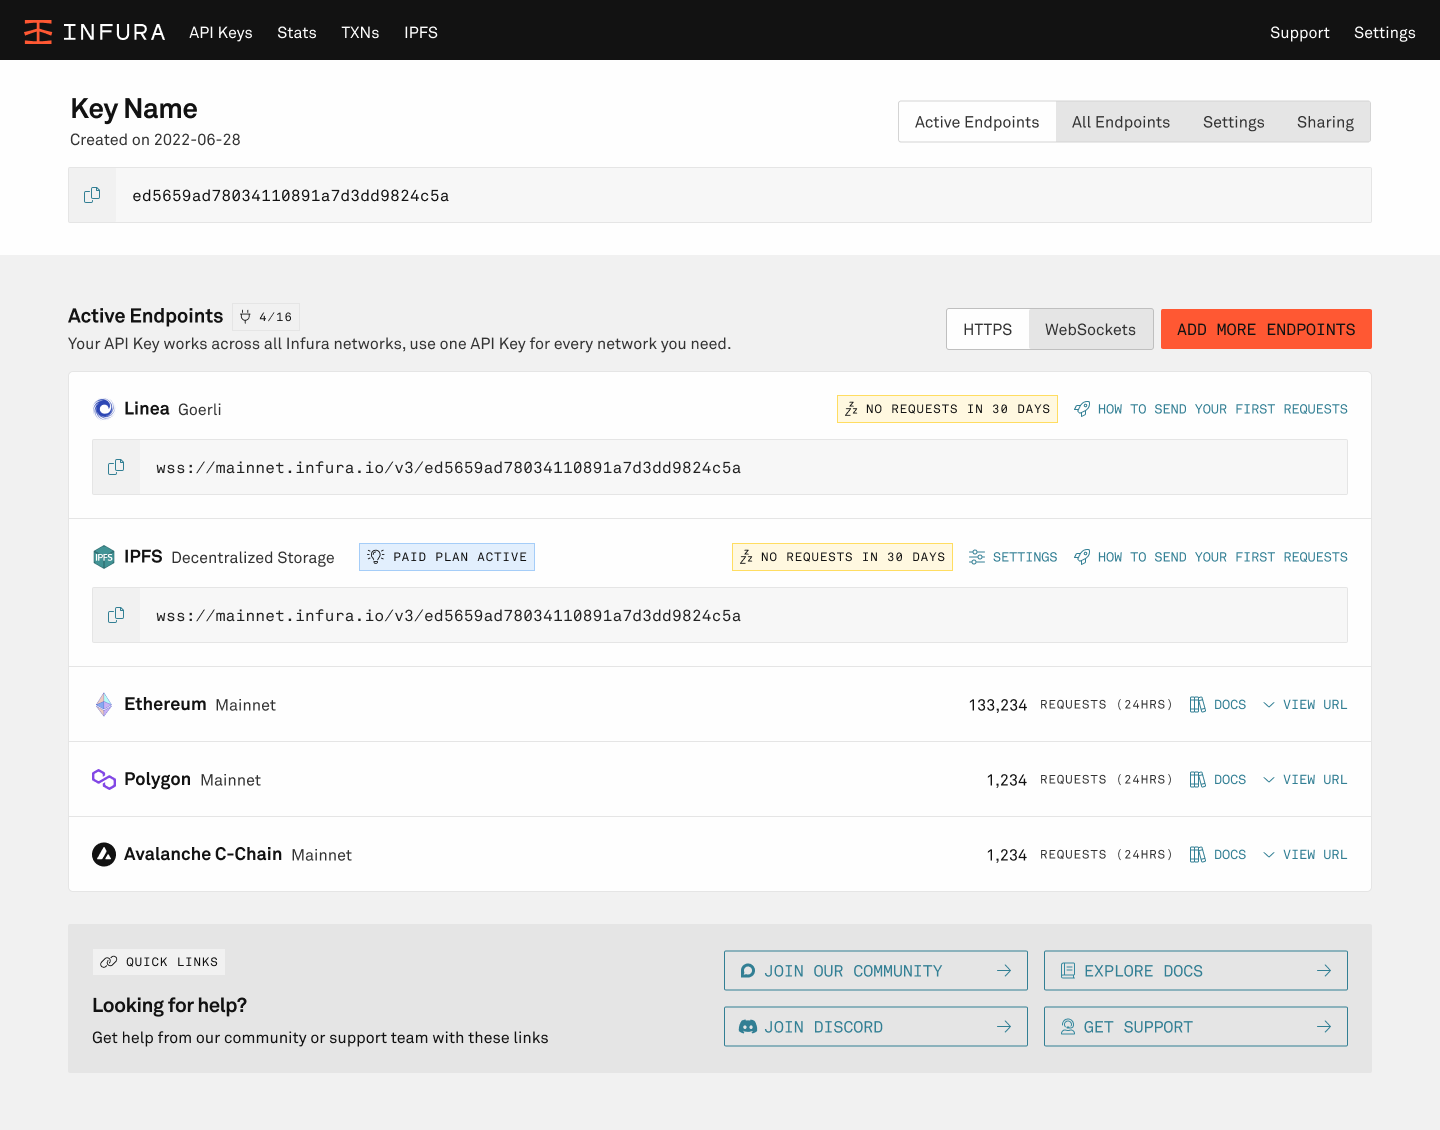 INFURA API Keys Stats TXNs IPFS Support Settings
Key Name
Created on 2022-06-28
Active Endpoints All Endpoints Settings Sharing
ed5659ad78034110891a7d3dd9824c5a
Active Endpoints 4/16
Your API Key works across all Infura networks, use one API Key for every network you need.
HTTPS WebSockets ADD MORE ENDPOINTS
Linea Goerli NO REQUESTS IN 30 DAYS HOW TO SEND YOUR FIRST REQUESTS
wss://mainnet.infura.io/v3/ed5659ad78034110891a7d3dd9824c5a
IPFS IPFS Decentralized Storage PAID PLAN ACTIVE NO REQUESTS IN 30 DAYS SETTINGS HOW TO SEND YOUR FIRST REQUESTS
wss://mainnet.infura.io/v3/ed5659ad78034110891a7d3dd9824c5a
Ethereum Mainnet 133,234 REQUESTS (24HRS) DOCS VIEW URL
Polygon Mainnet 1,234 REQUESTS (24HRS) DOCS VIEW URL
Avalanche C-Chain Mainnet 1,234 REQUESTS (24HRS) DOCS VIEW URL
QUICK LINKS
Looking for help?
Get help from our community or support team with these links
JOIN OUR COMMUNITY EXPLORE DOCS
JOIN DISCORD GET SUPPORT